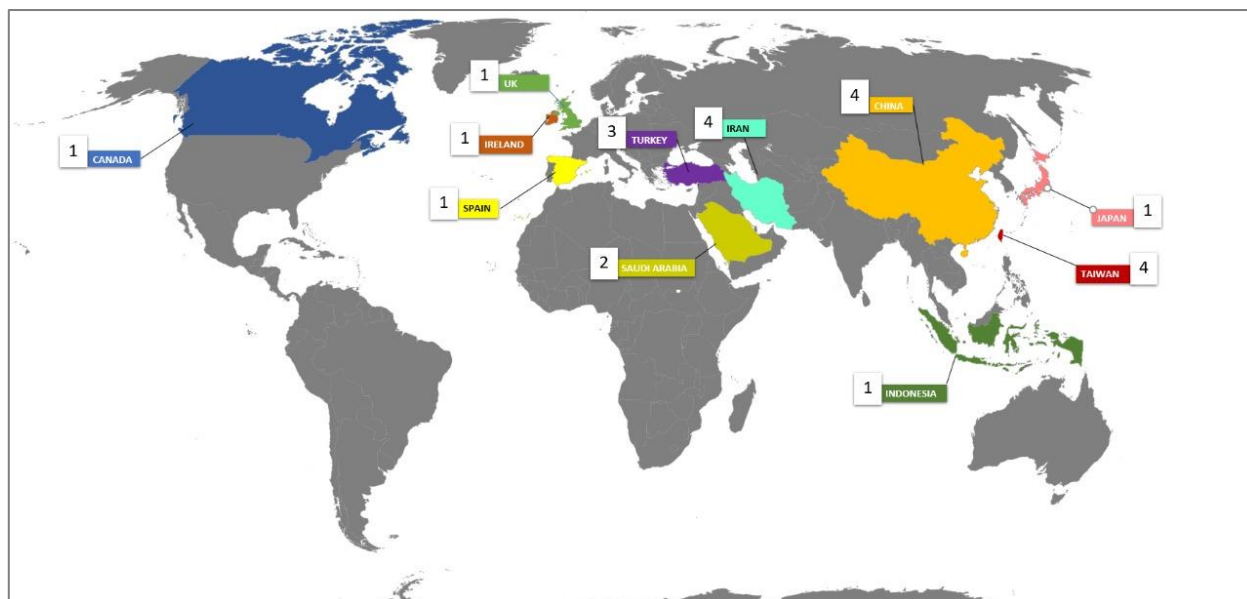 1 UK
4 CHINA
1 IRELAND
3 TURKEY
4 IRAN
1 CANADA
1 SPAIN
JAPAN 1
2 SAUDI ARABIA
TAIWAN 4
1 INDONESIA